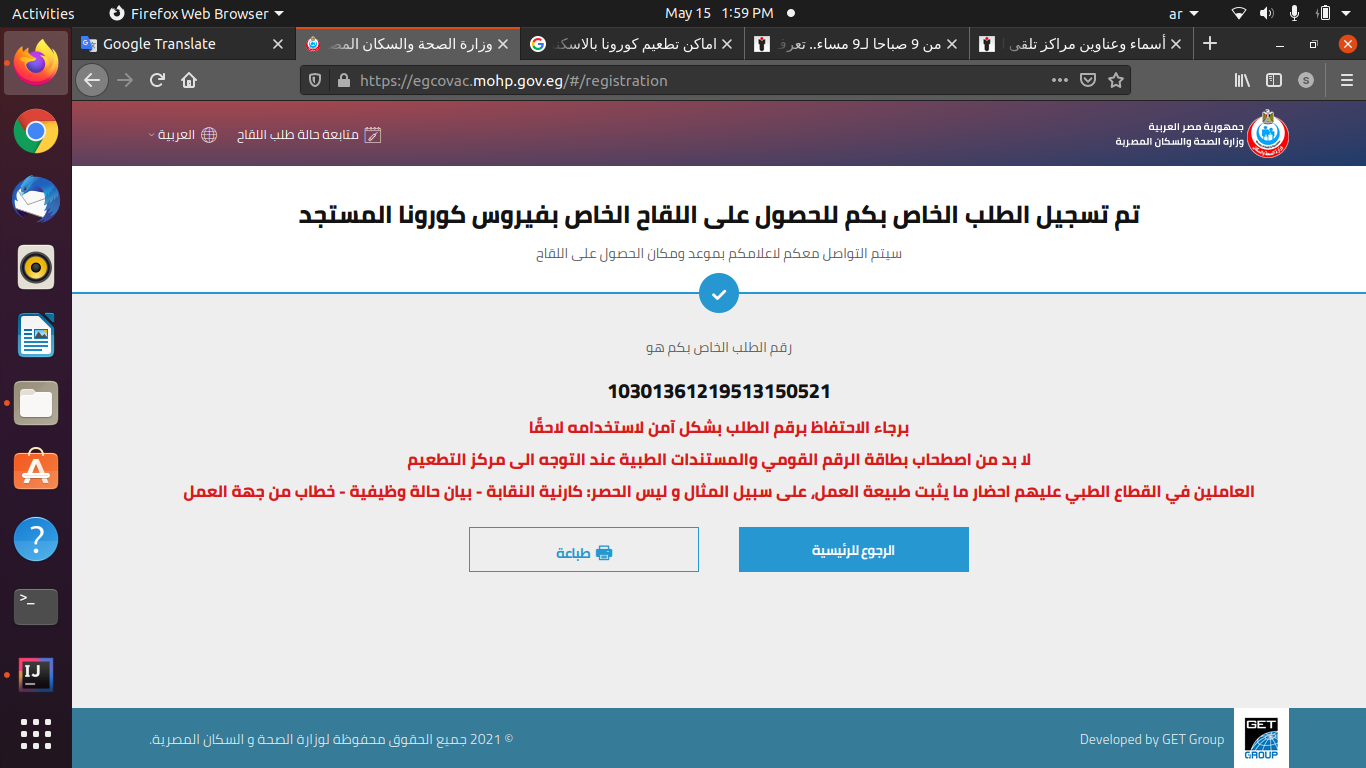 Activities
Firefox Web Browser
May 15 1:59 PM
ar
Google Translate
وزارة الصحة والسكان
اماكن تطعيم كورونا
من 9 صباحا لـ9 مساء..
أسماء وعناوين مراكز تلقي
https://egcovac.mohp.gov.eg/#/registration
S
جمهورية مصر العربية
وزارة الصحة والسكان المصرية
متابعة حالة طلب اللقاح
العربية
تم تسجيل الطلب الخاص بكم للحصول على اللقاح الخاص بفيروس كورونا المستجد
سيتم التواصل معكم لاعلامكم بموعد ومكان الحصول على اللقاح
رقم الطلب الخاص بكم هو
10301361219513150521
برجاء الاحتفاظ برقم الطلب بشكل آمن لاستخدامه لاحقًا
لا بد من اصطحاب بطاقة الرقم القومي والمستندات الطبية عند التوجه الى مركز التطعيم
العاملين في القطاع الطبي عليهم احضار ما يثبت طبيعة العمل, على سبيل المثال و ليس الحصر: كارنية النقابة - بيان حالة وظيفية - خطاب من جهة العمل
الرجوع للرئيسية
طباعة
>_
IJ
© 2021 جميع الحقوق محفوظة لوزارة الصحة و السكان المصرية.
Developed by GET Group
GET
GROUP